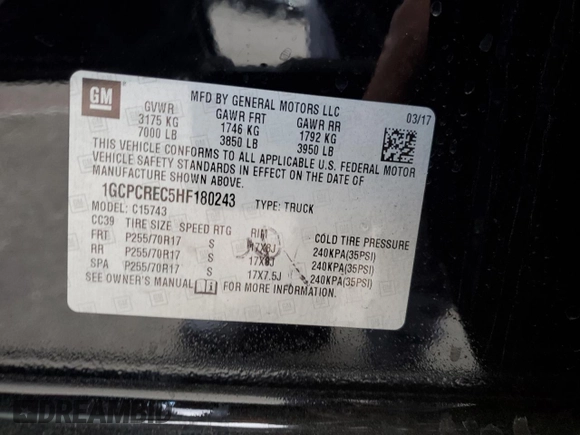 GM
MFD BY GENERAL MOTORS LLC
03/17
GVWR GAWR FRT GAWR RR
3175 KG 1746 KG 1792 KG
7000 LB 3850 LB 3950 LB
THIS VEHICLE CONFORMS TO ALL APPLICABLE U.S. FEDERAL MOTOR
VEHICLE SAFETY STANDARDS IN EFFECT ON THE DATE OF
MANUFACTURE SHOWN ABOVE.
1GCPCREC5HF180243 TYPE: TRUCK
MODEL: C15743
CC39 TIRE SIZE SPEED RTG RIM COLD TIRE PRESSURE
FRT P255/70R17 S 17X8J 240KPA(35PSI)
RR P255/70R17 S 17X8J 240KPA(35PSI)
SPA P255/70R17 S 17X7.5J 240KPA(35PSI)
SEE OWNER'S MANUAL FOR MORE INFORMATION.
DREAMBID